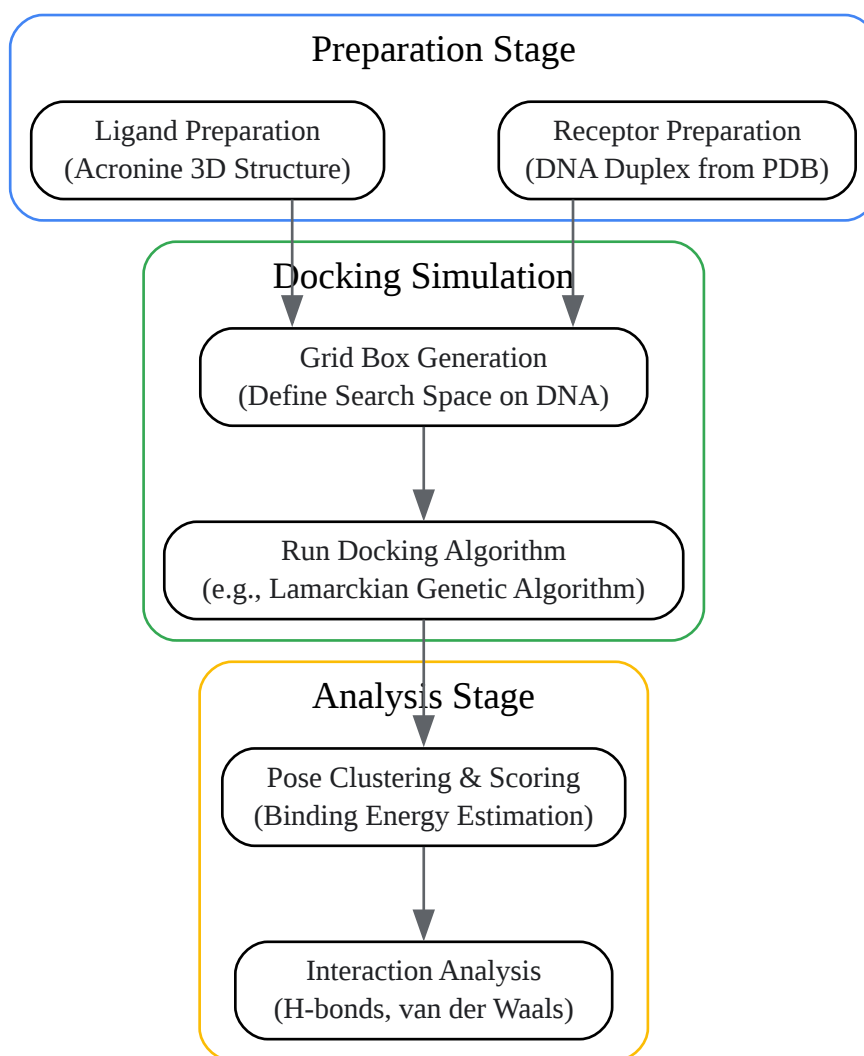 Preparation Stage
Ligand Preparation
(Acronine 3D Structure)
Receptor Preparation
(DNA Duplex from PDB)
Docking Simulation
Grid Box Generation
(Define Search Space on DNA)
Run Docking Algorithm
(e.g., Lamarckian Genetic Algorithm)
Analysis Stage
Pose Clustering & Scoring
(Binding Energy Estimation)
Interaction Analysis
(H-bonds, van der Waals)